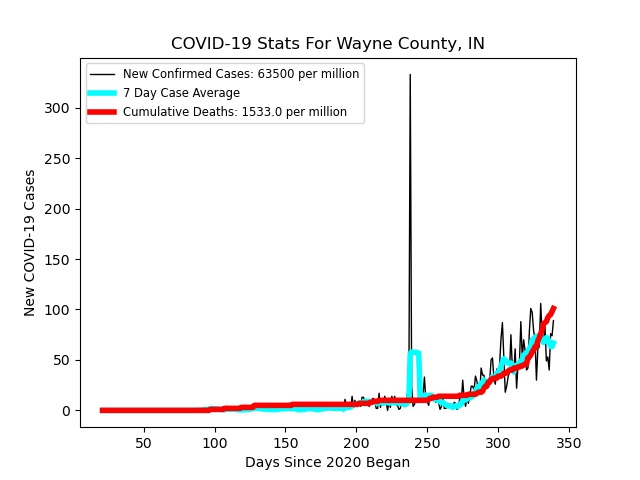 COVID-19 Stats For Wayne County, IN
New Confirmed Cases: 63500 per million
7 Day Case Average
Cumulative Deaths: 1533.0 per million
New COVID-19 Cases
300
250
200
150
100
50
0
50 100 150 200 250 300 350
Days Since 2020 Began